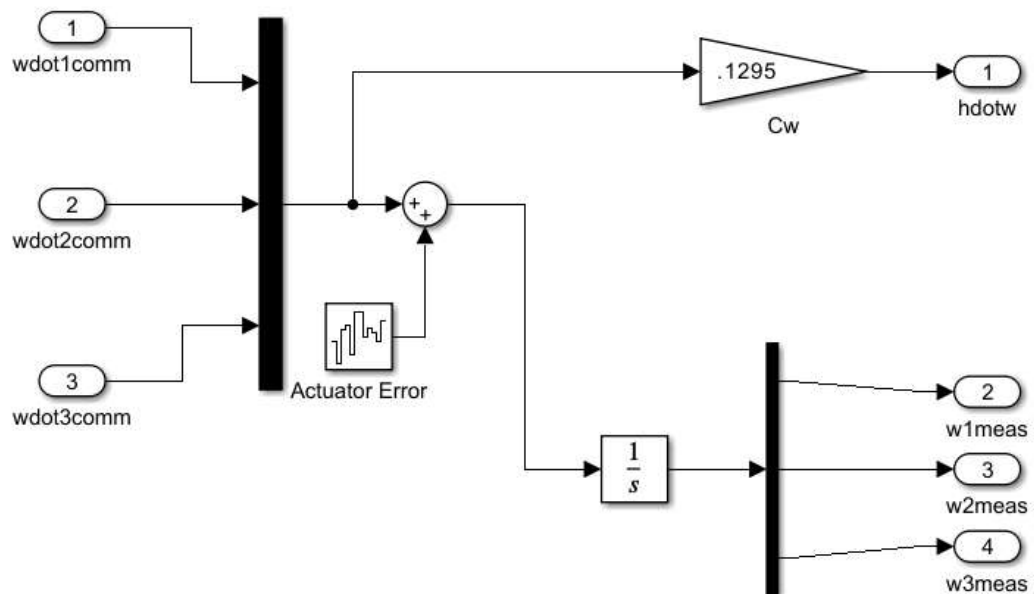 1
wdot1comm
.1295
Cw
1
hdotw
2
wdot2comm
+
+
Actuator Error
3
wdot3comm
1
s
2
w1meas
3
w2meas
4
w3meas